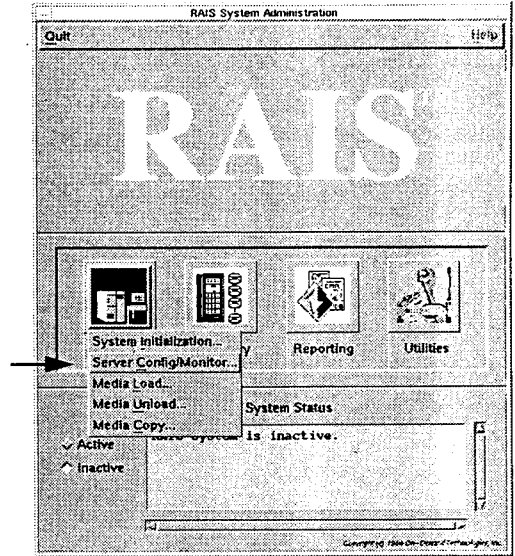 RAIS System Administration
Quit Help
RAIS
System Initialization...
Server Config/Monitor...
Media Load...
Media Unload...
Media Copy...
Reporting
Utilities
System Status
Active
Inactive
System is inactive.